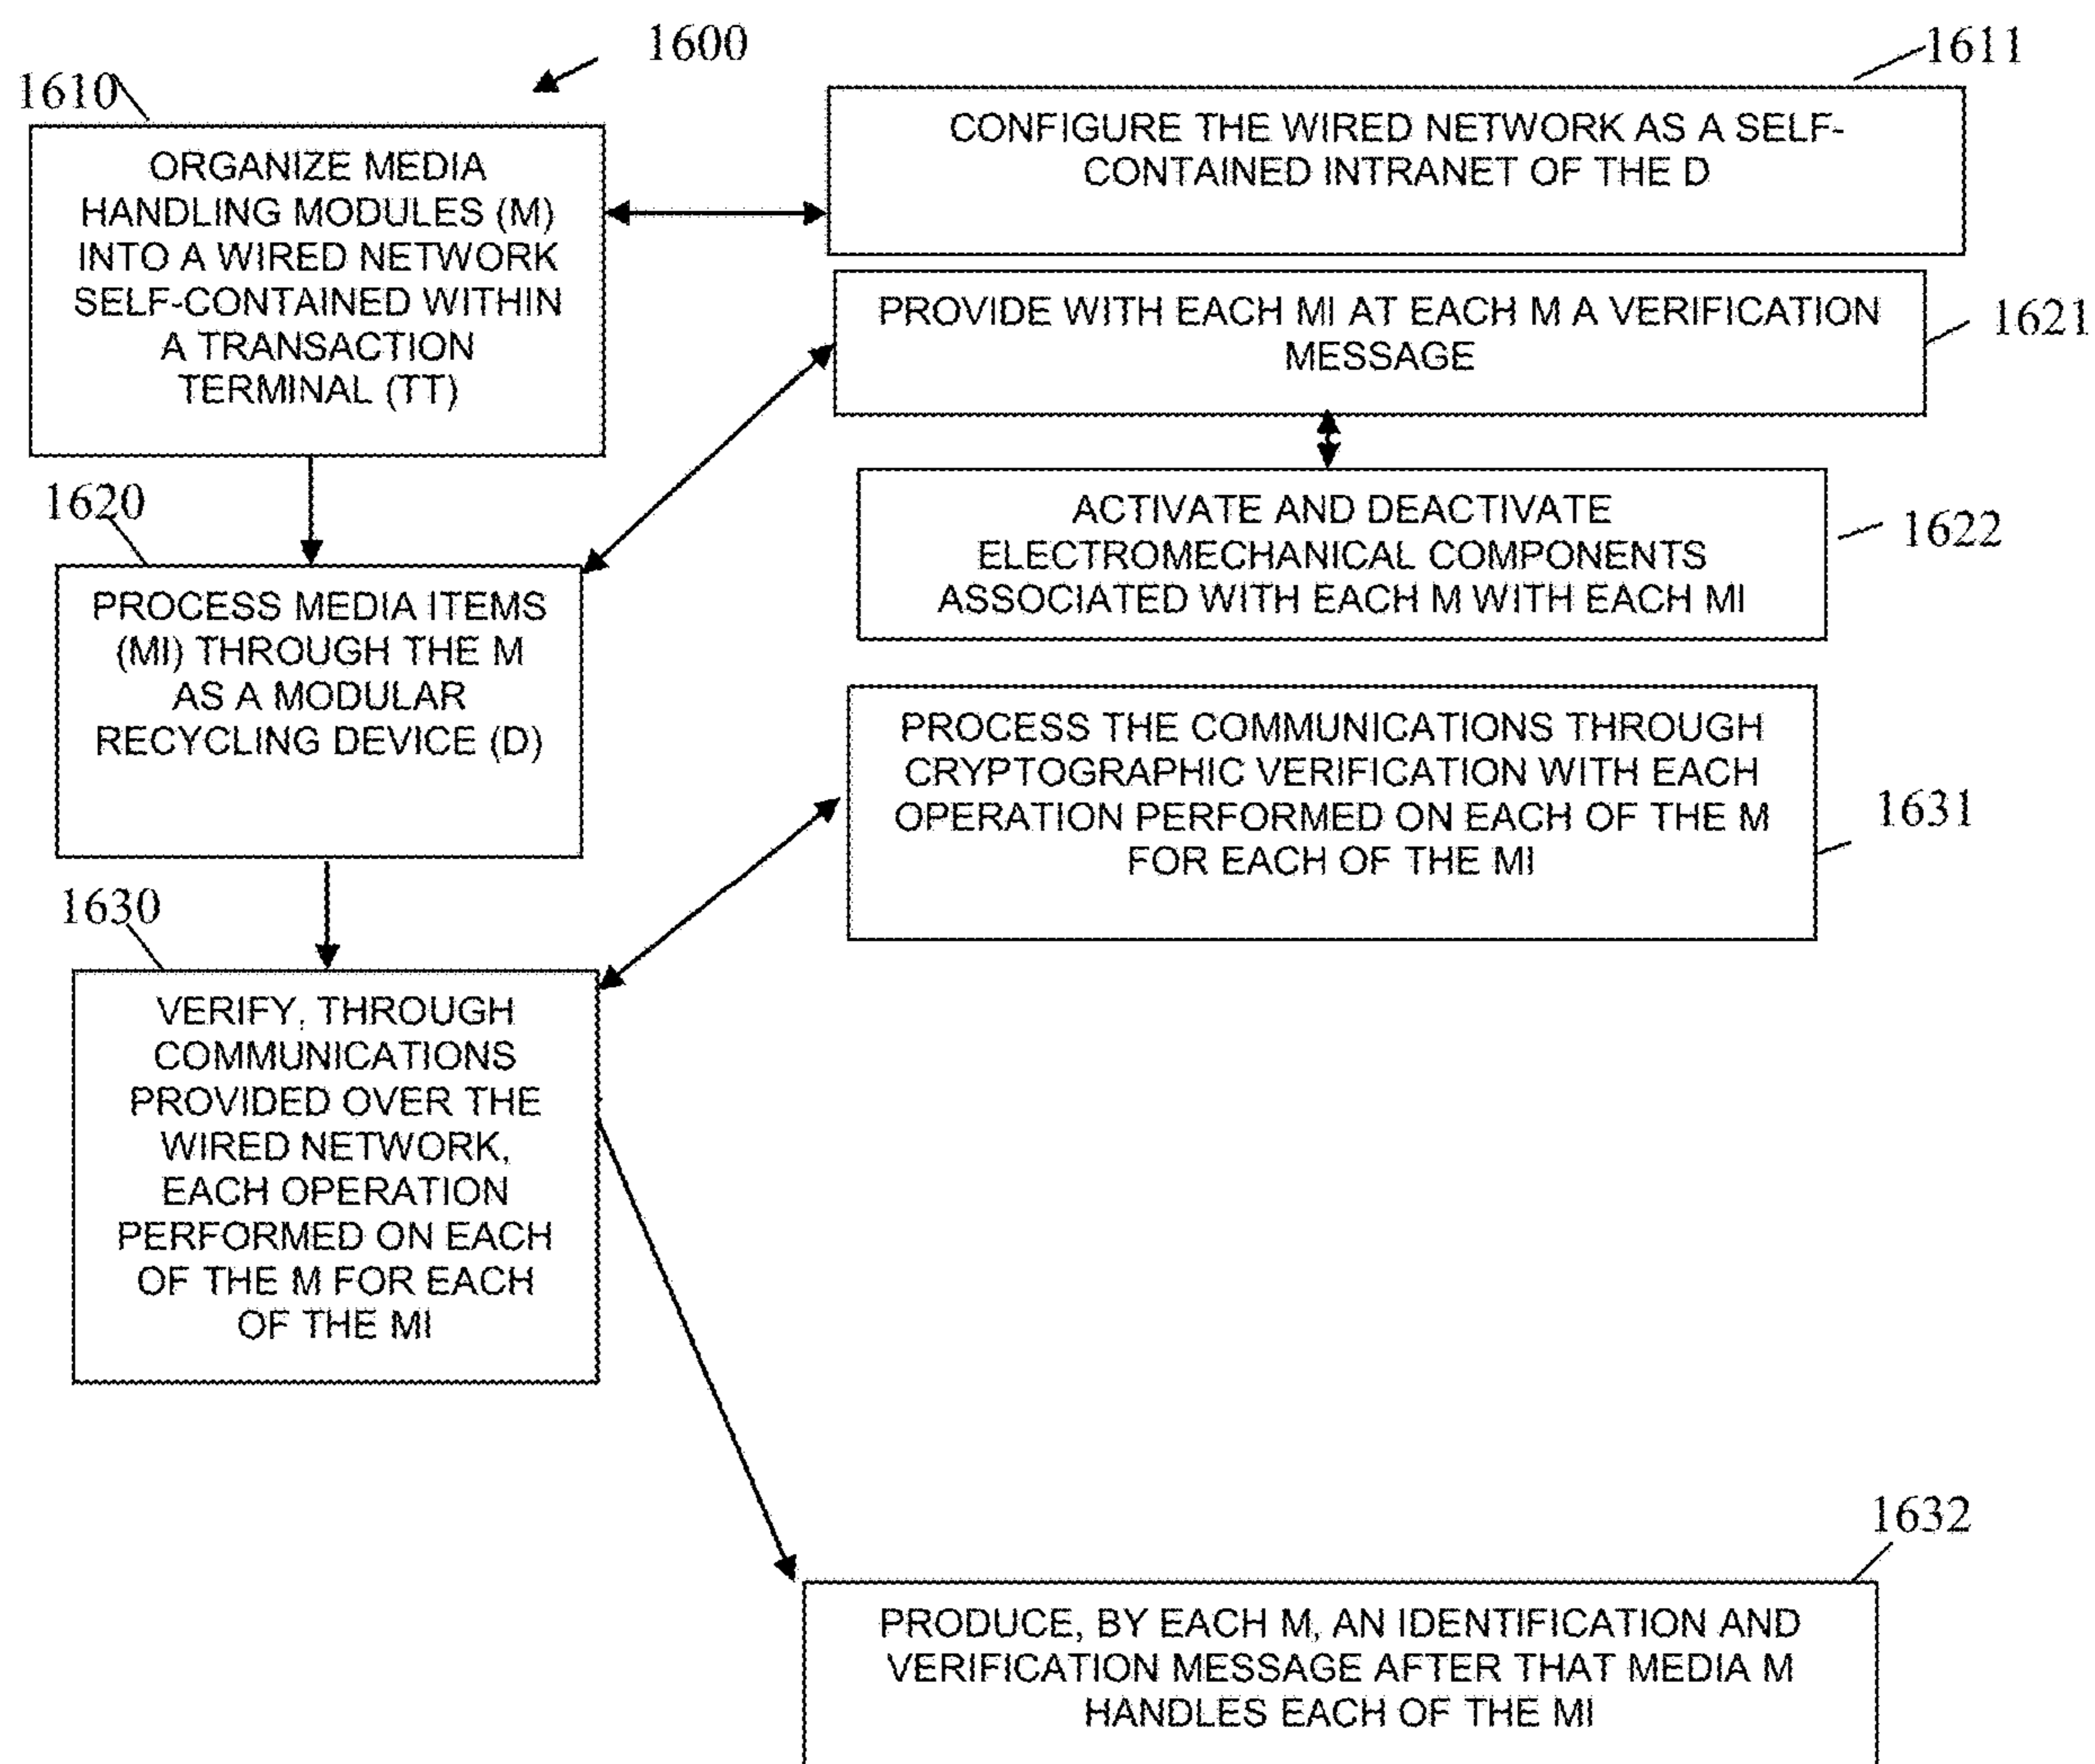 1600
1610
ORGANIZE MEDIA
HANDLING MODULES (M)
INTO A WIRED NETWORK
SELF-CONTAINED WITHIN
A TRANSACTION
TERMINAL (TT)
1611
CONFIGURE THE WIRED NETWORK AS A SELF-
CONTAINED INTRANET OF THE D
1621
PROVIDE WITH EACH MI AT EACH M A VERIFICATION
MESSAGE
1622
ACTIVATE AND DEACTIVATE
ELECTROMECHANICAL COMPONENTS
ASSOCIATED WITH EACH M WITH EACH MI
1620
PROCESS MEDIA ITEMS
(MI) THROUGH THE M
AS A MODULAR
RECYCLING DEVICE (D)
1631
PROCESS THE COMMUNICATIONS THROUGH
CRYPTOGRAPHIC VERIFICATION WITH EACH
OPERATION PERFORMED ON EACH OF THE M
FOR EACH OF THE MI
1630
VERIFY, THROUGH
COMMUNICATIONS
PROVIDED OVER THE
WIRED NETWORK,
EACH OPERATION
PERFORMED ON EACH
OF THE M FOR EACH
OF THE MI
1632
PRODUCE, BY EACH M, AN IDENTIFICATION AND
VERIFICATION MESSAGE AFTER THAT MEDIA M
HANDLES EACH OF THE MI